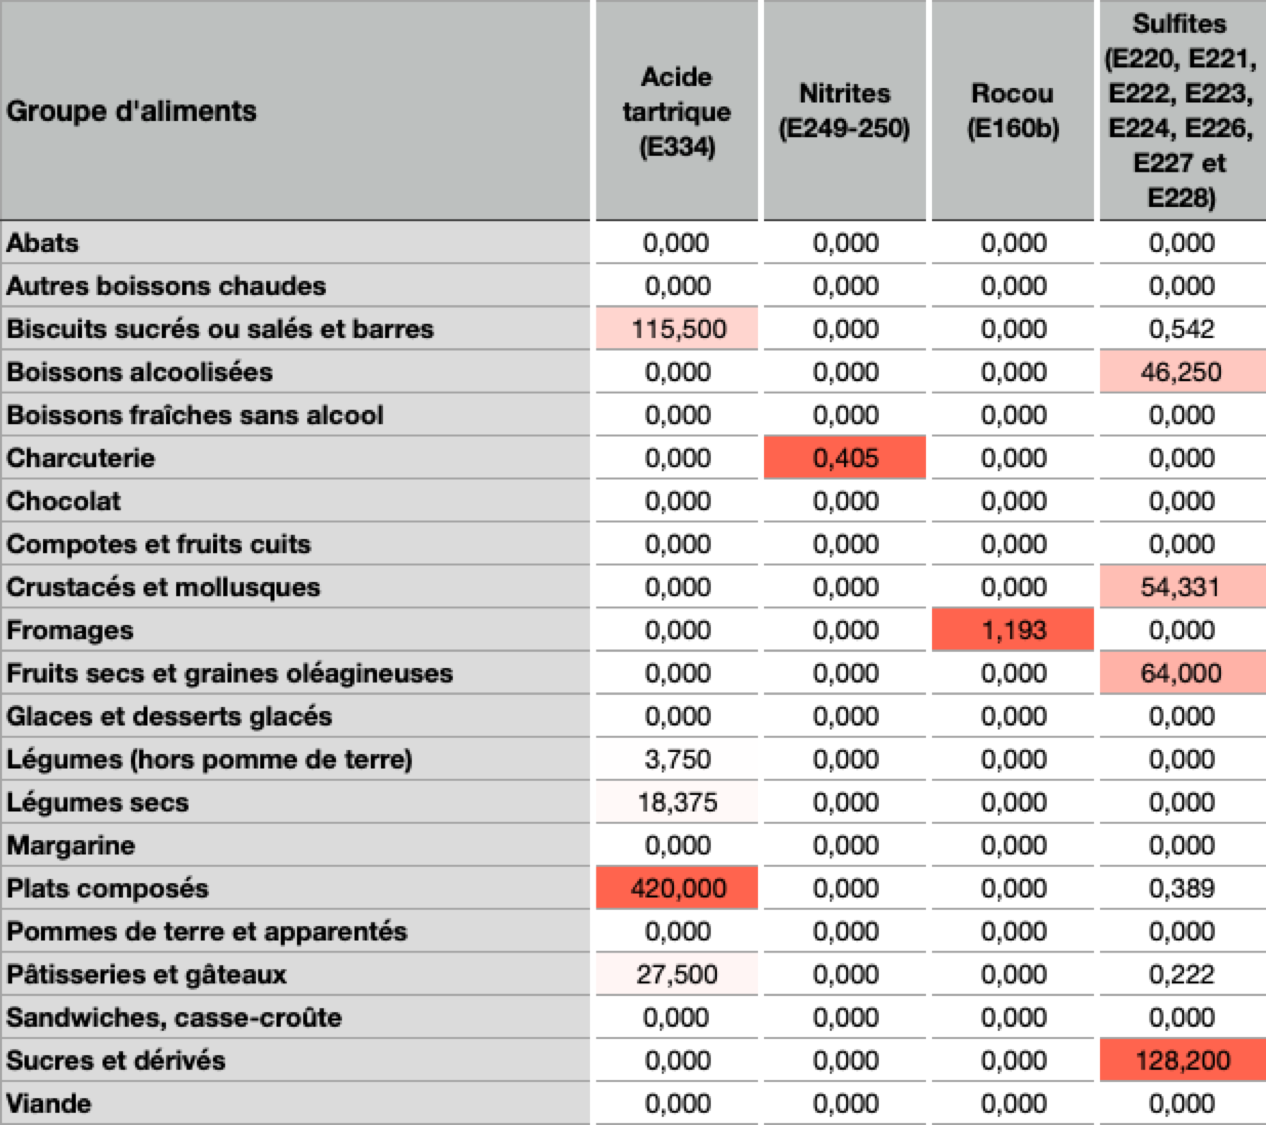 Groupe d'aliments
Acide
tartrique
(E334)
Nitrites
(E249-250)
Rocou
(E160b)
Sulfites
(E220, E221,
E222, E223,
E224, E226,
E227 et
E228)
Abats 0,000 0,000 0,000 0,000
Autres boissons chaudes 0,000 0,000 0,000 0,000
Biscuits sucrés ou salés et barres 115,500 0,000 0,000 0,542
Boissons alcoolisées 0,000 0,000 0,000 46,250
Boissons fraîches sans alcool 0,000 0,000 0,000 0,000
Charcuterie 0,000 0,405 0,000 0,000
Chocolat 0,000 0,000 0,000 0,000
Compotes et fruits cuits 0,000 0,000 0,000 0,000
Crustacés et mollusques 0,000 0,000 0,000 54,331
Fromages 0,000 0,000 1,193 0,000
Fruits secs et graines oléagineuses 0,000 0,000 0,000 64,000
Glaces et desserts glacés 0,000 0,000 0,000 0,000
Légumes (hors pomme de terre) 3,750 0,000 0,000 0,000
Légumes secs 18,375 0,000 0,000 0,000
Margarine 0,000 0,000 0,000 0,000
Plats composés 420,000 0,000 0,000 0,389
Pommes de terre et apparentés 0,000 0,000 0,000 0,000
Pâtisseries et gâteaux 27,500 0,000 0,000 0,222
Sandwiches, casse-croûte 0,000 0,000 0,000 0,000
Sucres et dérivés 0,000 0,000 0,000 128,200
Viande 0,000 0,000 0,000 0,000